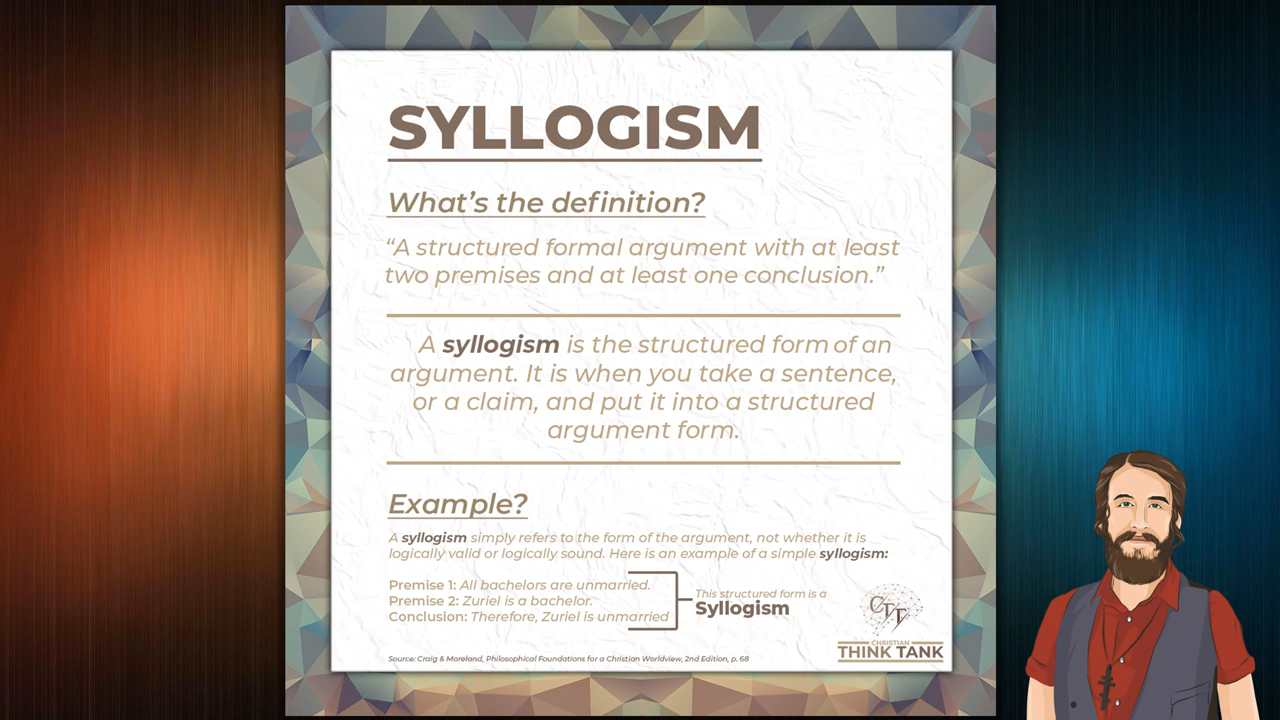 SYLLOGISM
What's the definition?
“A structured formal argument with at least
two premises and at least one conclusion.”
A syllogism is the structured form of an
argument. It is when you take a sentence,
or a claim, and put it into a structured
argument form.
Example?
A syllogism simply refers to the form of the argument, not whether it is
logically valid or logically sound. Here is an example of a simple syllogism:
Premise 1: All bachelors are unmarried.
Premise 2: Zuriel is a bachelor.
Conclusion: Therefore, Zuriel is unmarried
This structured form is a
Syllogism
CTT
CHRISTIAN
THINK TANK
Source: Craig & Moreland, Philosophical Foundations for a Christian Worldview, 2nd Edition, p. 68